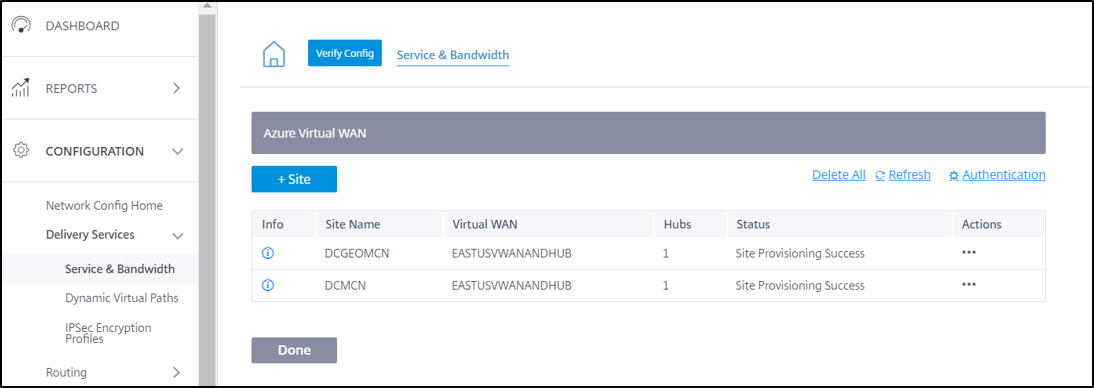 DASHBOARD
REPORTS
CONFIGURATION
Network Config Home
Delivery Services
Service & Bandwidth
Dynamic Virtual Paths
IPSec Encryption
Profiles
Routing
Verify Config Service & Bandwidth
Azure Virtual WAN
+ Site Delete All Refresh Authentication
Info Site Name Virtual WAN Hubs Status Actions
DCGEOMCN EASTUSVWANANDHUB 1 Site Provisioning Success •••
DCMCN EASTUSVWANANDHUB 1 Site Provisioning Success •••
Done